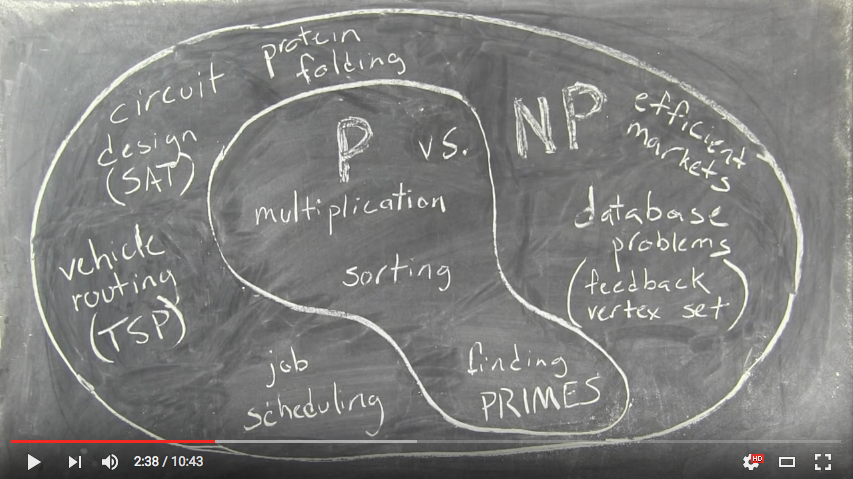 protein
folding
circuit
design
(SAT)
P vs. NP
efficient
markets
multiplication
sorting
database
problems
(feedback
vertex set)
vehicle
routing
(TSP)
job
scheduling
finding
PRIMES
2:38 / 10:43
HD